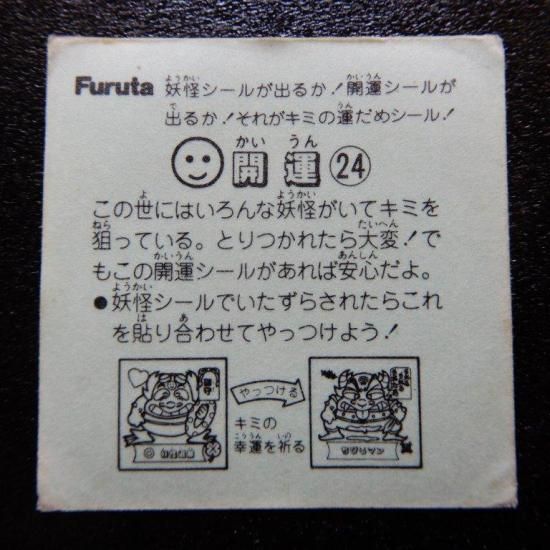 Furuta 妖怪シールが出るか!開運シールが
出るか!それがキミの運だめシール!
開運 24
この世にはいろんな妖怪がいてキミを
狙っている。とりつかれたら大変!で
もこの開運シールがあれば安心だよ。
●妖怪シールでいたずらされたらこれ
を貼り合わせてやっつけよう!
やっつける
キミの
幸運を祈る